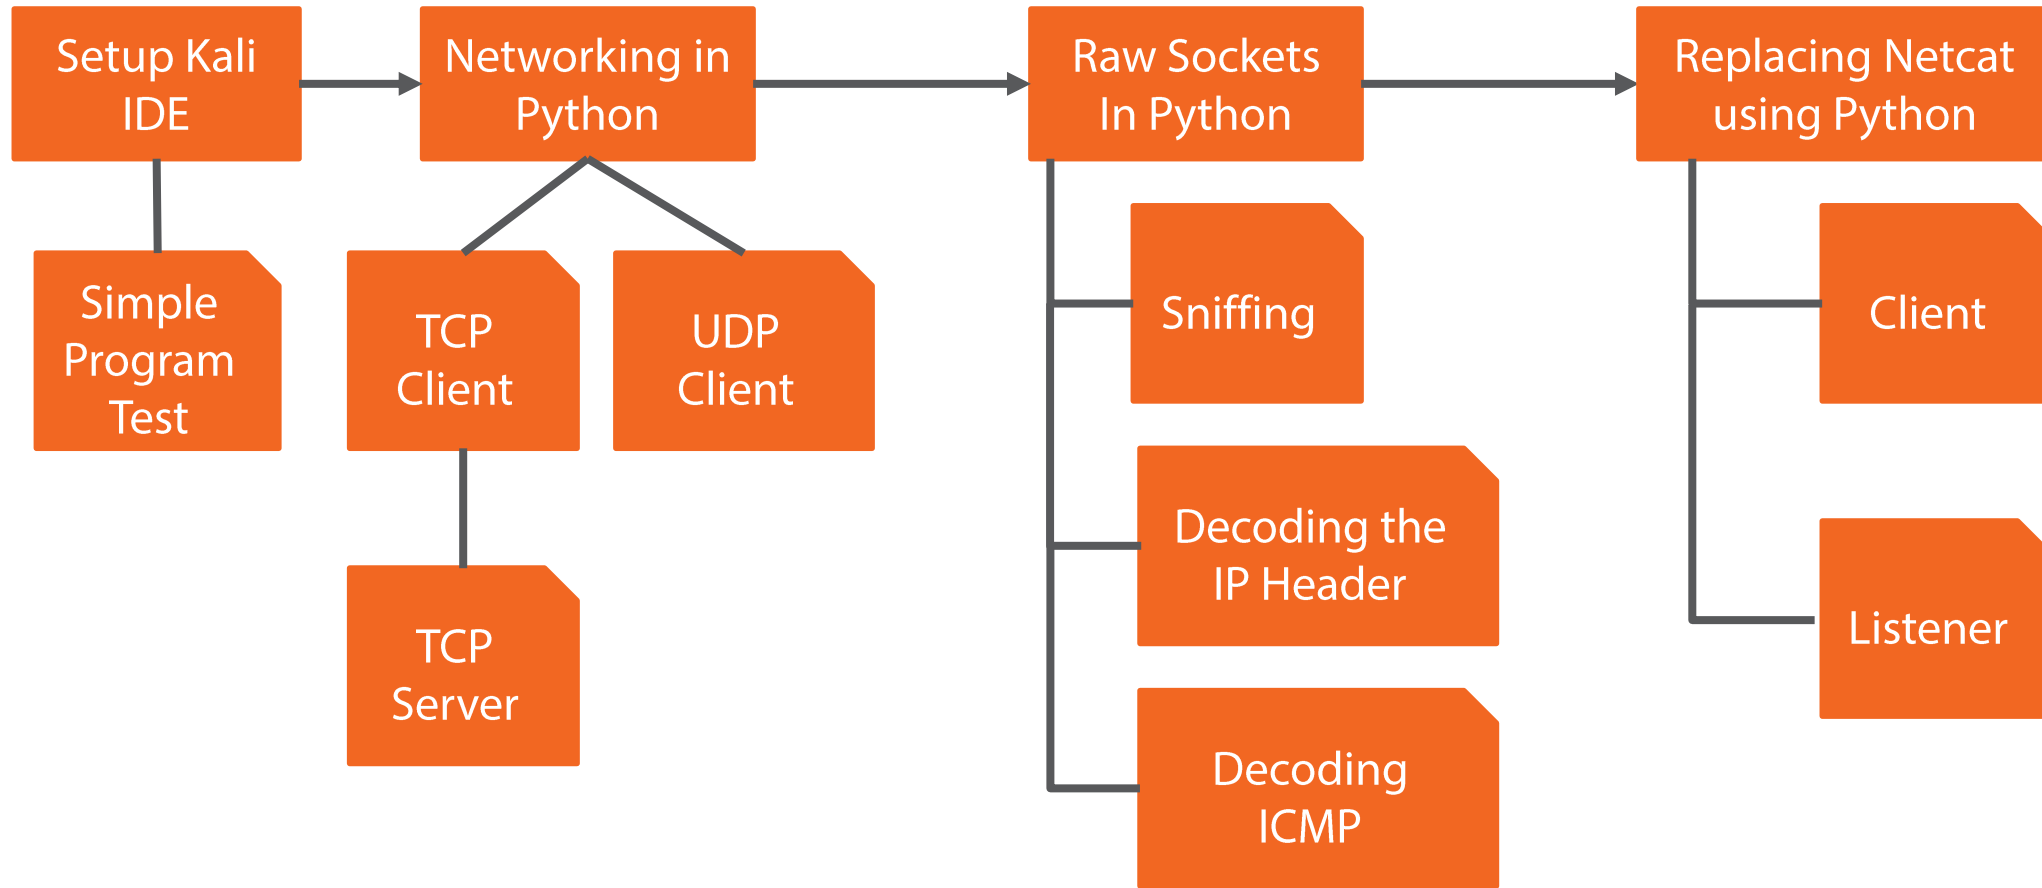 Setup Kali
IDE
Networking in
Python
Raw Sockets
In Python
Replacing Netcat
using Python
Simple
Program
Test
TCP
Client
UDP
Client
TCP
Server
Sniffing
Decoding the
IP Header
Decoding
ICMP
Client
Listener